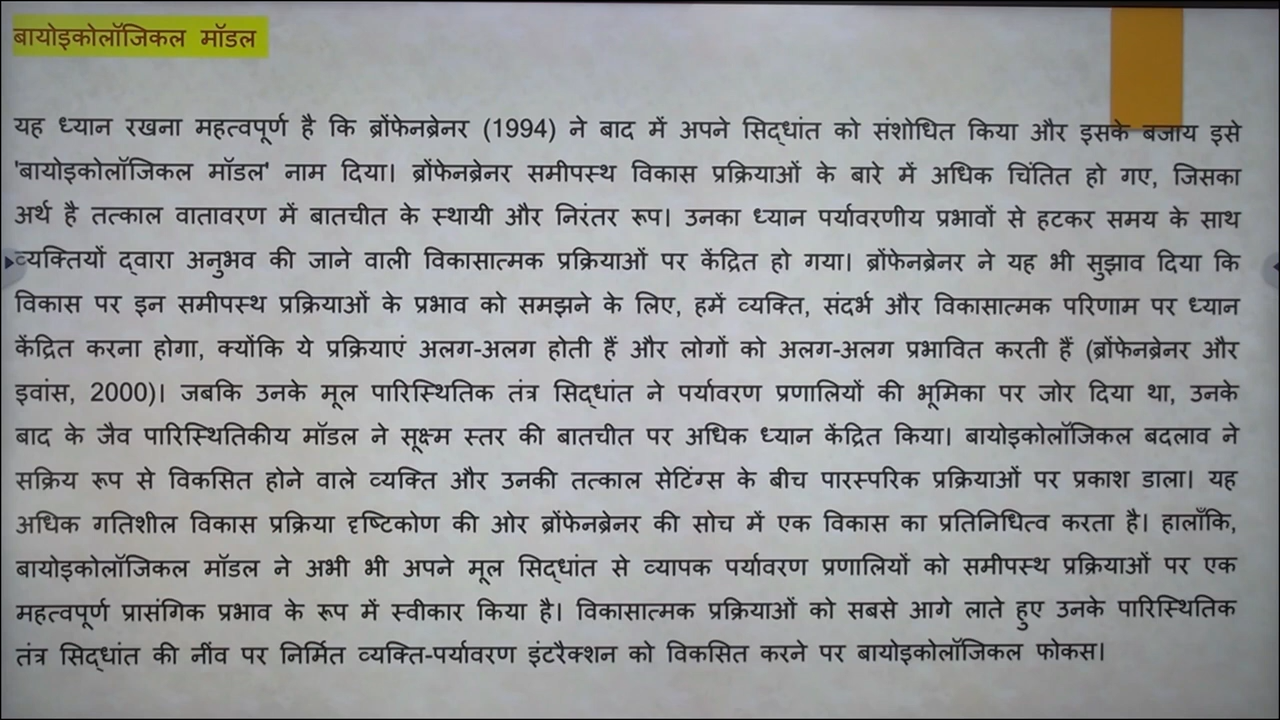 बायोइकोलॉजिकल मॉडल
यह ध्यान रखना महत्वपूर्ण है कि ब्रोंफेनब्रेनर (1994) ने बाद में अपने सिद्धांत को संशोधित किया और इसके बजाय इसे
'बायोइकोलॉजिकल मॉडल' नाम दिया। ब्रोंफेनब्रेनर समीपस्थ विकास प्रक्रियाओं के बारे में अधिक चिंतित हो गए, जिसका
अर्थ है तत्काल वातावरण में बातचीत के स्थायी और निरंतर रूप। उनका ध्यान पर्यावरणीय प्रभावों से हटकर समय के साथ
व्यक्तियों द्वारा अनुभव की जाने वाली विकासात्मक प्रक्रियाओं पर केंद्रित हो गया। ब्रोंफेनब्रेनर ने यह भी सुझाव दिया कि
विकास पर इन समीपस्थ प्रक्रियाओं के प्रभाव को समझने के लिए, हमें व्यक्ति, संदर्भ और विकासात्मक परिणाम पर ध्यान
केंद्रित करना होगा, क्योंकि ये प्रक्रियाएं अलग-अलग होती हैं और लोगों को अलग-अलग प्रभावित करती हैं (ब्रोंफेनब्रेनर और
इवांस, 2000)। जबकि उनके मूल पारिस्थितिक तंत्र सिद्धांत ने पर्यावरण प्रणालियों की भूमिका पर जोर दिया था, उनके
बाद के जैव पारिस्थितिकीय मॉडल ने सूक्ष्म स्तर की बातचीत पर अधिक ध्यान केंद्रित किया। बायोइकोलॉजिकल बदलाव ने
सक्रिय रूप से विकसित होने वाले व्यक्ति और उनकी तत्काल सेटिंग्स के बीच पारस्परिक प्रक्रियाओं पर प्रकाश डाला। यह
अधिक गतिशील विकास प्रक्रिया दृष्टिकोण की ओर ब्रोंफेनब्रेनर की सोच में एक विकास का प्रतिनिधित्व करता है। हालाँकि,
बायोइकोलॉजिकल मॉडल ने अभी भी अपने मूल सिद्धांत से व्यापक पर्यावरण प्रणालियों को समीपस्थ प्रक्रियाओं पर एक
महत्वपूर्ण प्रासंगिक प्रभाव के रूप में स्वीकार किया है। विकासात्मक प्रक्रियाओं को सबसे आगे लाते हुए उनके पारिस्थितिक
तंत्र सिद्धांत की नींव पर निर्मित व्यक्ति-पर्यावरण इंटरैक्शन को विकसित करने पर बायोइकोलॉजिकल फोकस।